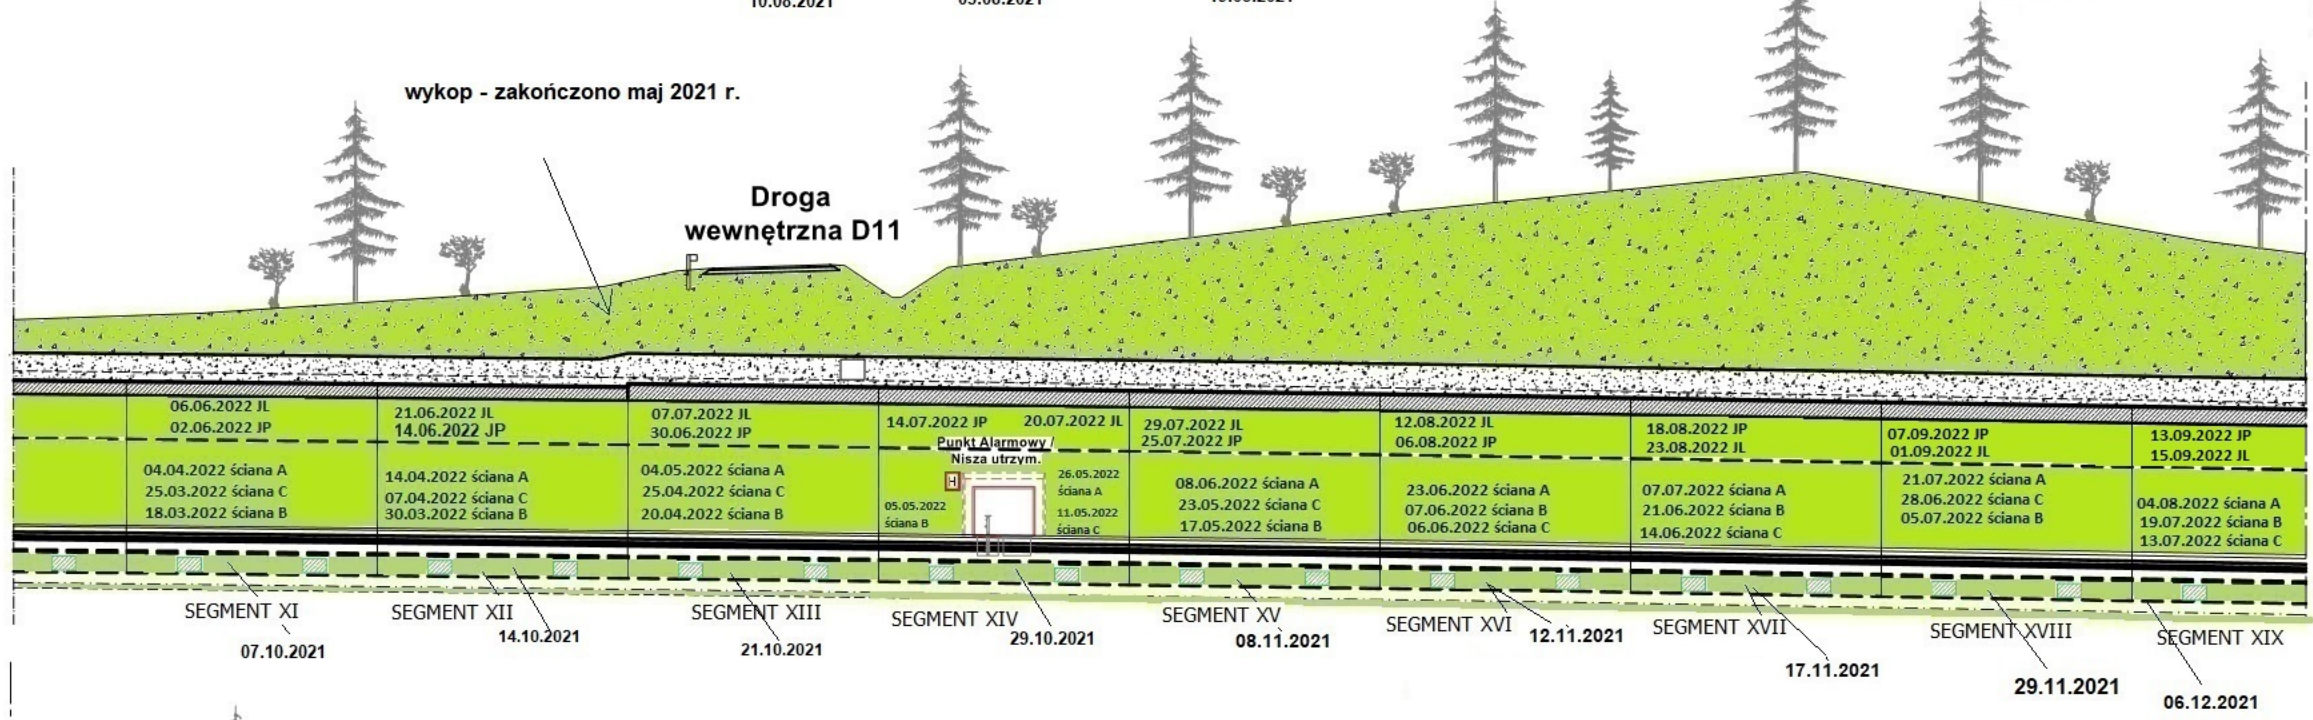 10.08.2021
wykop - zakończono maj 2021 r.
Droga
wewnętrzna D11
06.06.2022 JL
02.06.2022 JP
04.04.2022 ściana A
25.03.2022 ściana C
18.03.2022 ściana B
21.06.2022 JL
14.06.2022 JP
14.04.2022 ściana A
07.04.2022 ściana C
30.03.2022 ściana B
07.07.2022 JL
30.06.2022 JP
04.05.2022 ściana A
25.04.2022 ściana C
20.04.2022 ściana B
14.07.2022 JP
20.07.2022 JL
Punkt Alarmowy /
Nisza utrzym.
H
05.05.2022
ściana B
26.05.2022
ściana A
11.05.2022
ściana C
29.07.2022 JL
25.07.2022 JP
08.06.2022 ściana A
23.05.2022 ściana C
17.05.2022 ściana B
12.08.2022 JL
06.08.2022 JP
23.06.2022 ściana A
07.06.2022 ściana B
06.06.2022 ściana C
18.08.2022 JP
23.08.2022 JL
07.07.2022 ściana A
21.06.2022 ściana B
14.06.2022 ściana C
07.09.2022 JP
01.09.2022 JL
21.07.2022 ściana A
28.06.2022 ściana C
05.07.2022 ściana B
13.09.2022 JP
15.09.2022 JL
04.08.2022 ściana A
19.07.2022 ściana B
13.07.2022 ściana C
SEGMENT XI
07.10.2021
SEGMENT XII
14.10.2021
SEGMENT XIII
21.10.2021
SEGMENT XIV
29.10.2021
SEGMENT XV
08.11.2021
SEGMENT XVI
12.11.2021
SEGMENT XVII
17.11.2021
SEGMENT XVIII
29.11.2021
SEGMENT XIX
06.12.2021